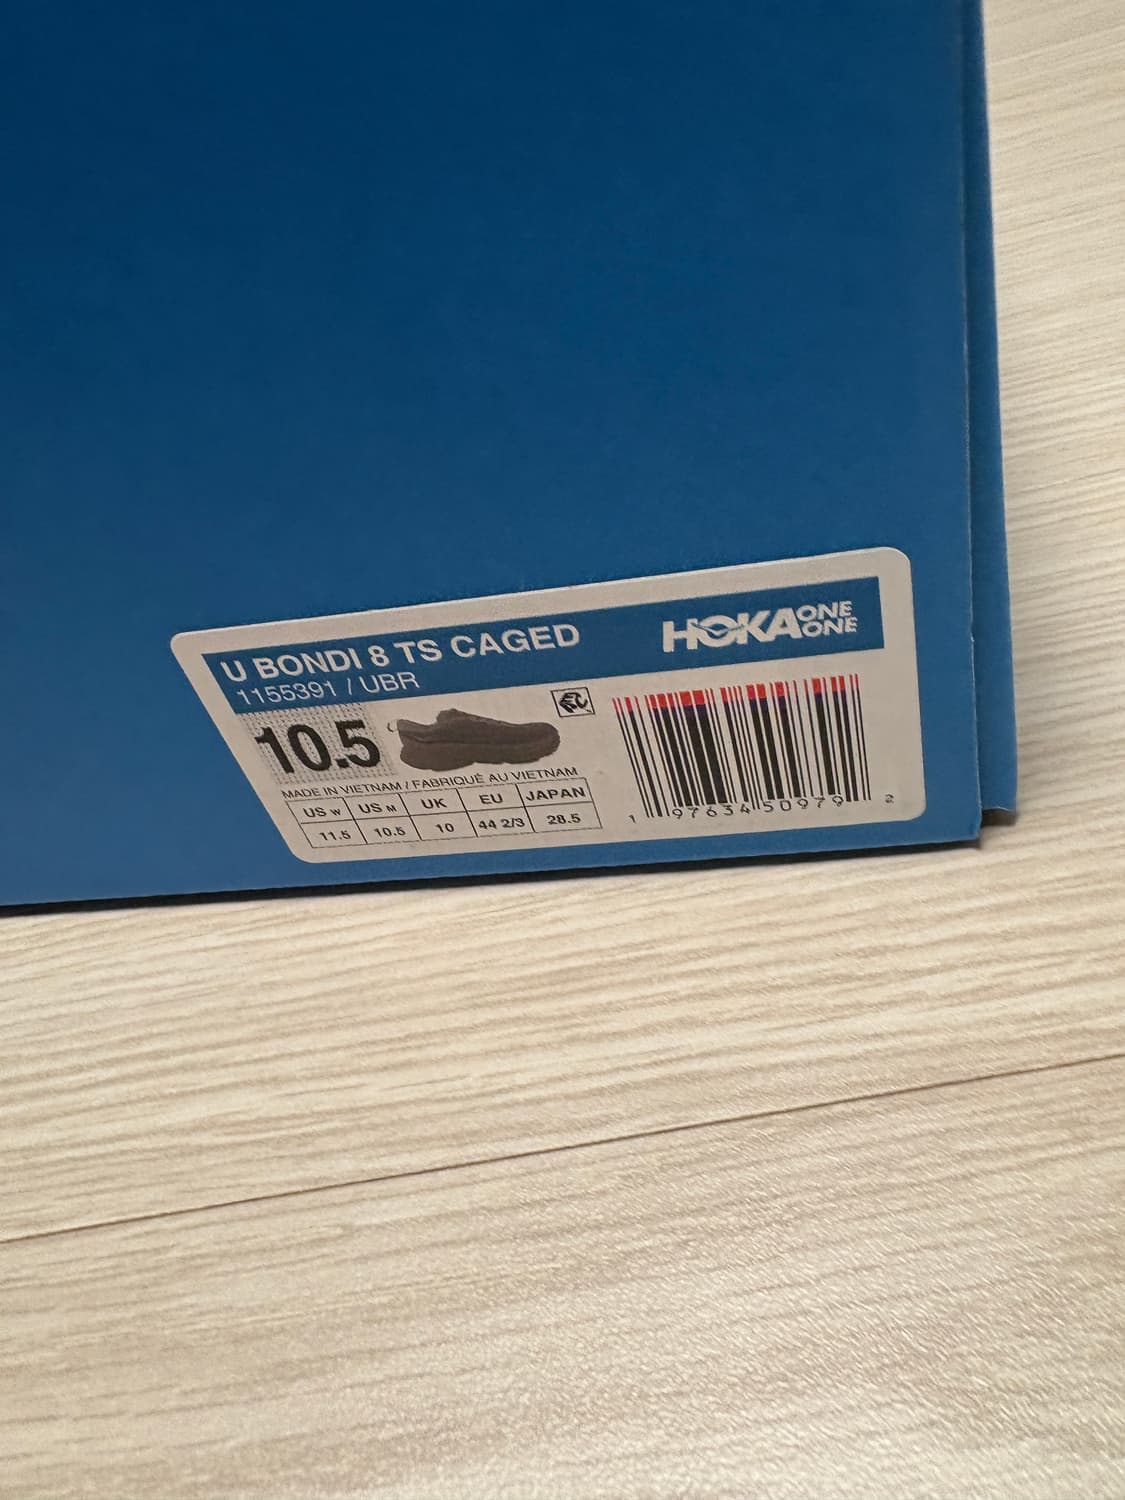 U BONDI 8 TS CAGED
1155391 / UBR
HOKA ONE ONE
10.5
MADE IN VIETNAM / FABRIQUÉ AU VIETNAM
US W US M UK EU JAPAN
11.5 10.5 10 44 2/3 28.5
1 97634 50979 2